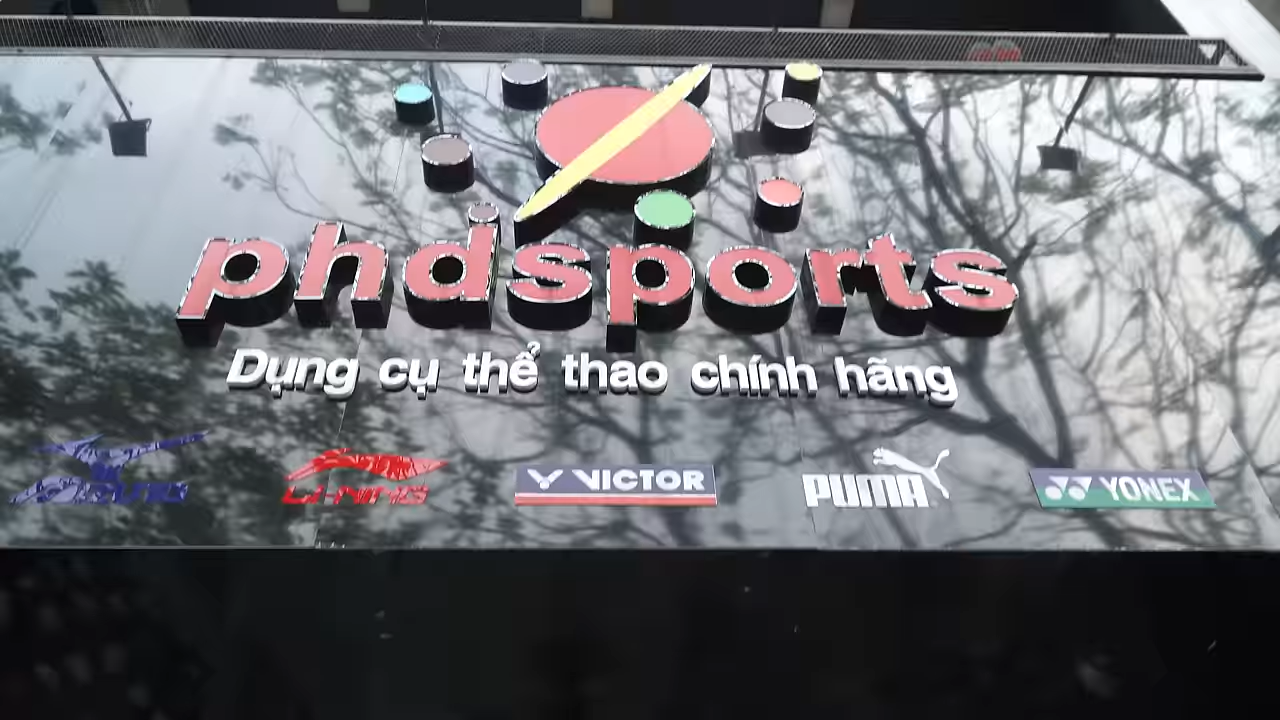 phdsports
Dụng cụ thể thao chính hãng
LI-NING VICTOR PUMA YONEX